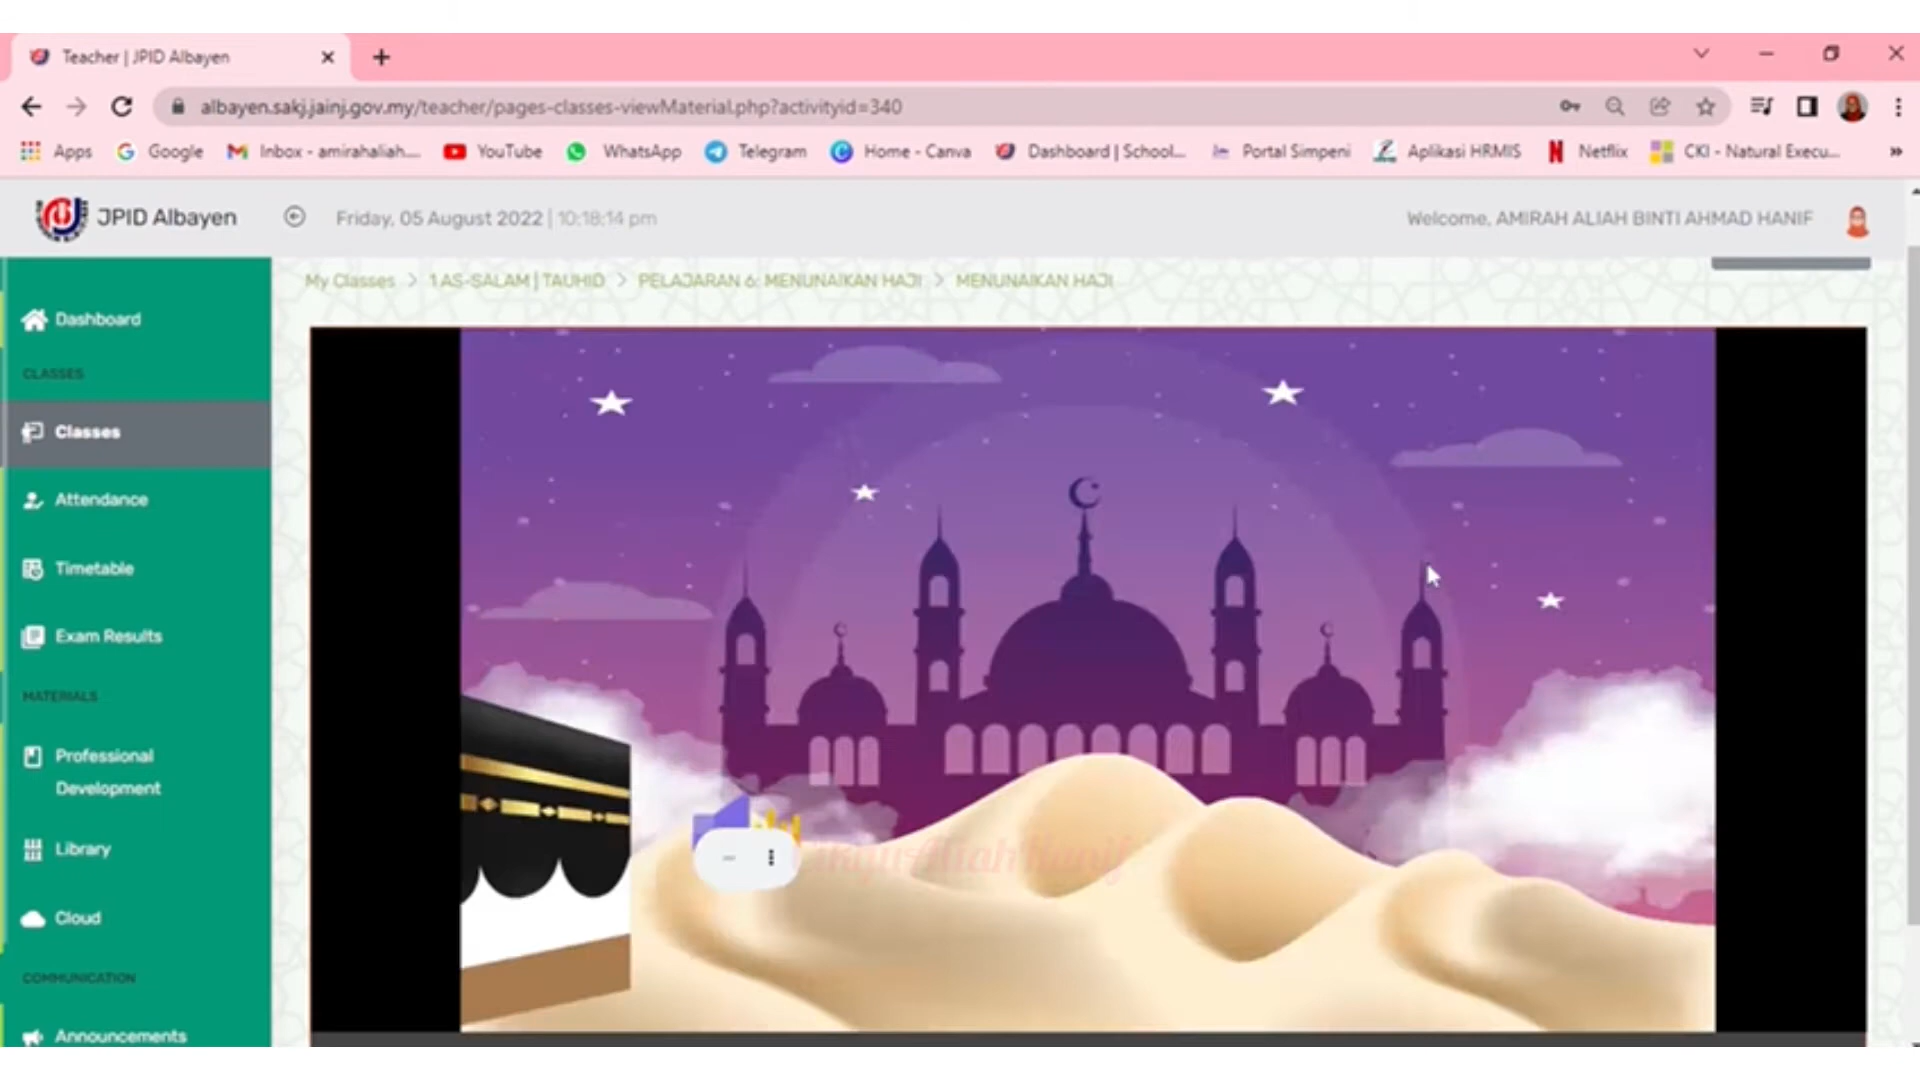 Teacher | JPID Albayen
albayen.sakj.jainj.gov.my/teacher/pages-classes-viewMaterial.php?activityid=340
Apps Google Inbox - amirahaliah.... YouTube WhatsApp Telegram Home - Canva Dashboard | School... Portal Simpeni Aplikasi HRMIS Netflix CKI - Natural Execu... »
JPID Albayen Friday, 05 August 2022 | 10:18:14 pm Welcome, AMIRAH ALIAH BINTI AHMAD HANIF
My Classes > 1 AS-SALAM | TAUHID > PELAJARAN 6: MENUNAIKAN HAJI > MENUNAIKAN HAJI
Dashboard
CLASSES
Classes
Attendance
Timetable
Exam Results
MATERIALS
Professional
Development
Library
Cloud
COMMUNICATION
Announcements